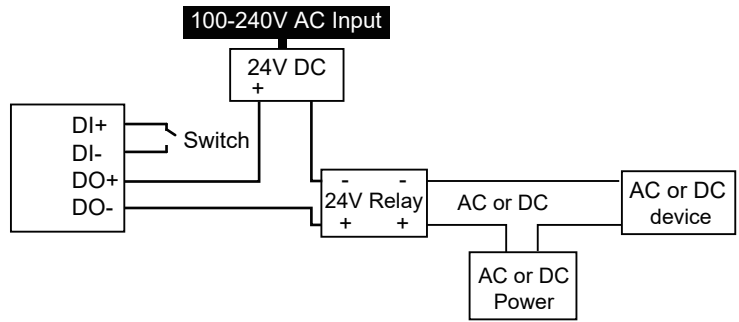 100-240V AC Input
24V DC
+
DI+
DI-
Switch
DO+
DO-
- -
24V Relay
+ +
AC or DC
AC or DC
device
AC or DC
Power